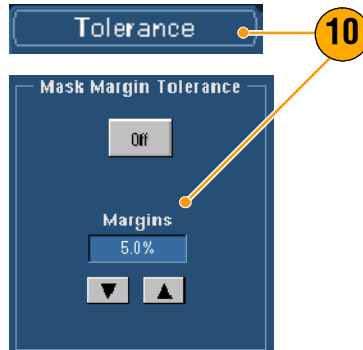 Tolerance
10
Mask Margin Tolerance
Off
Margins
5.0%